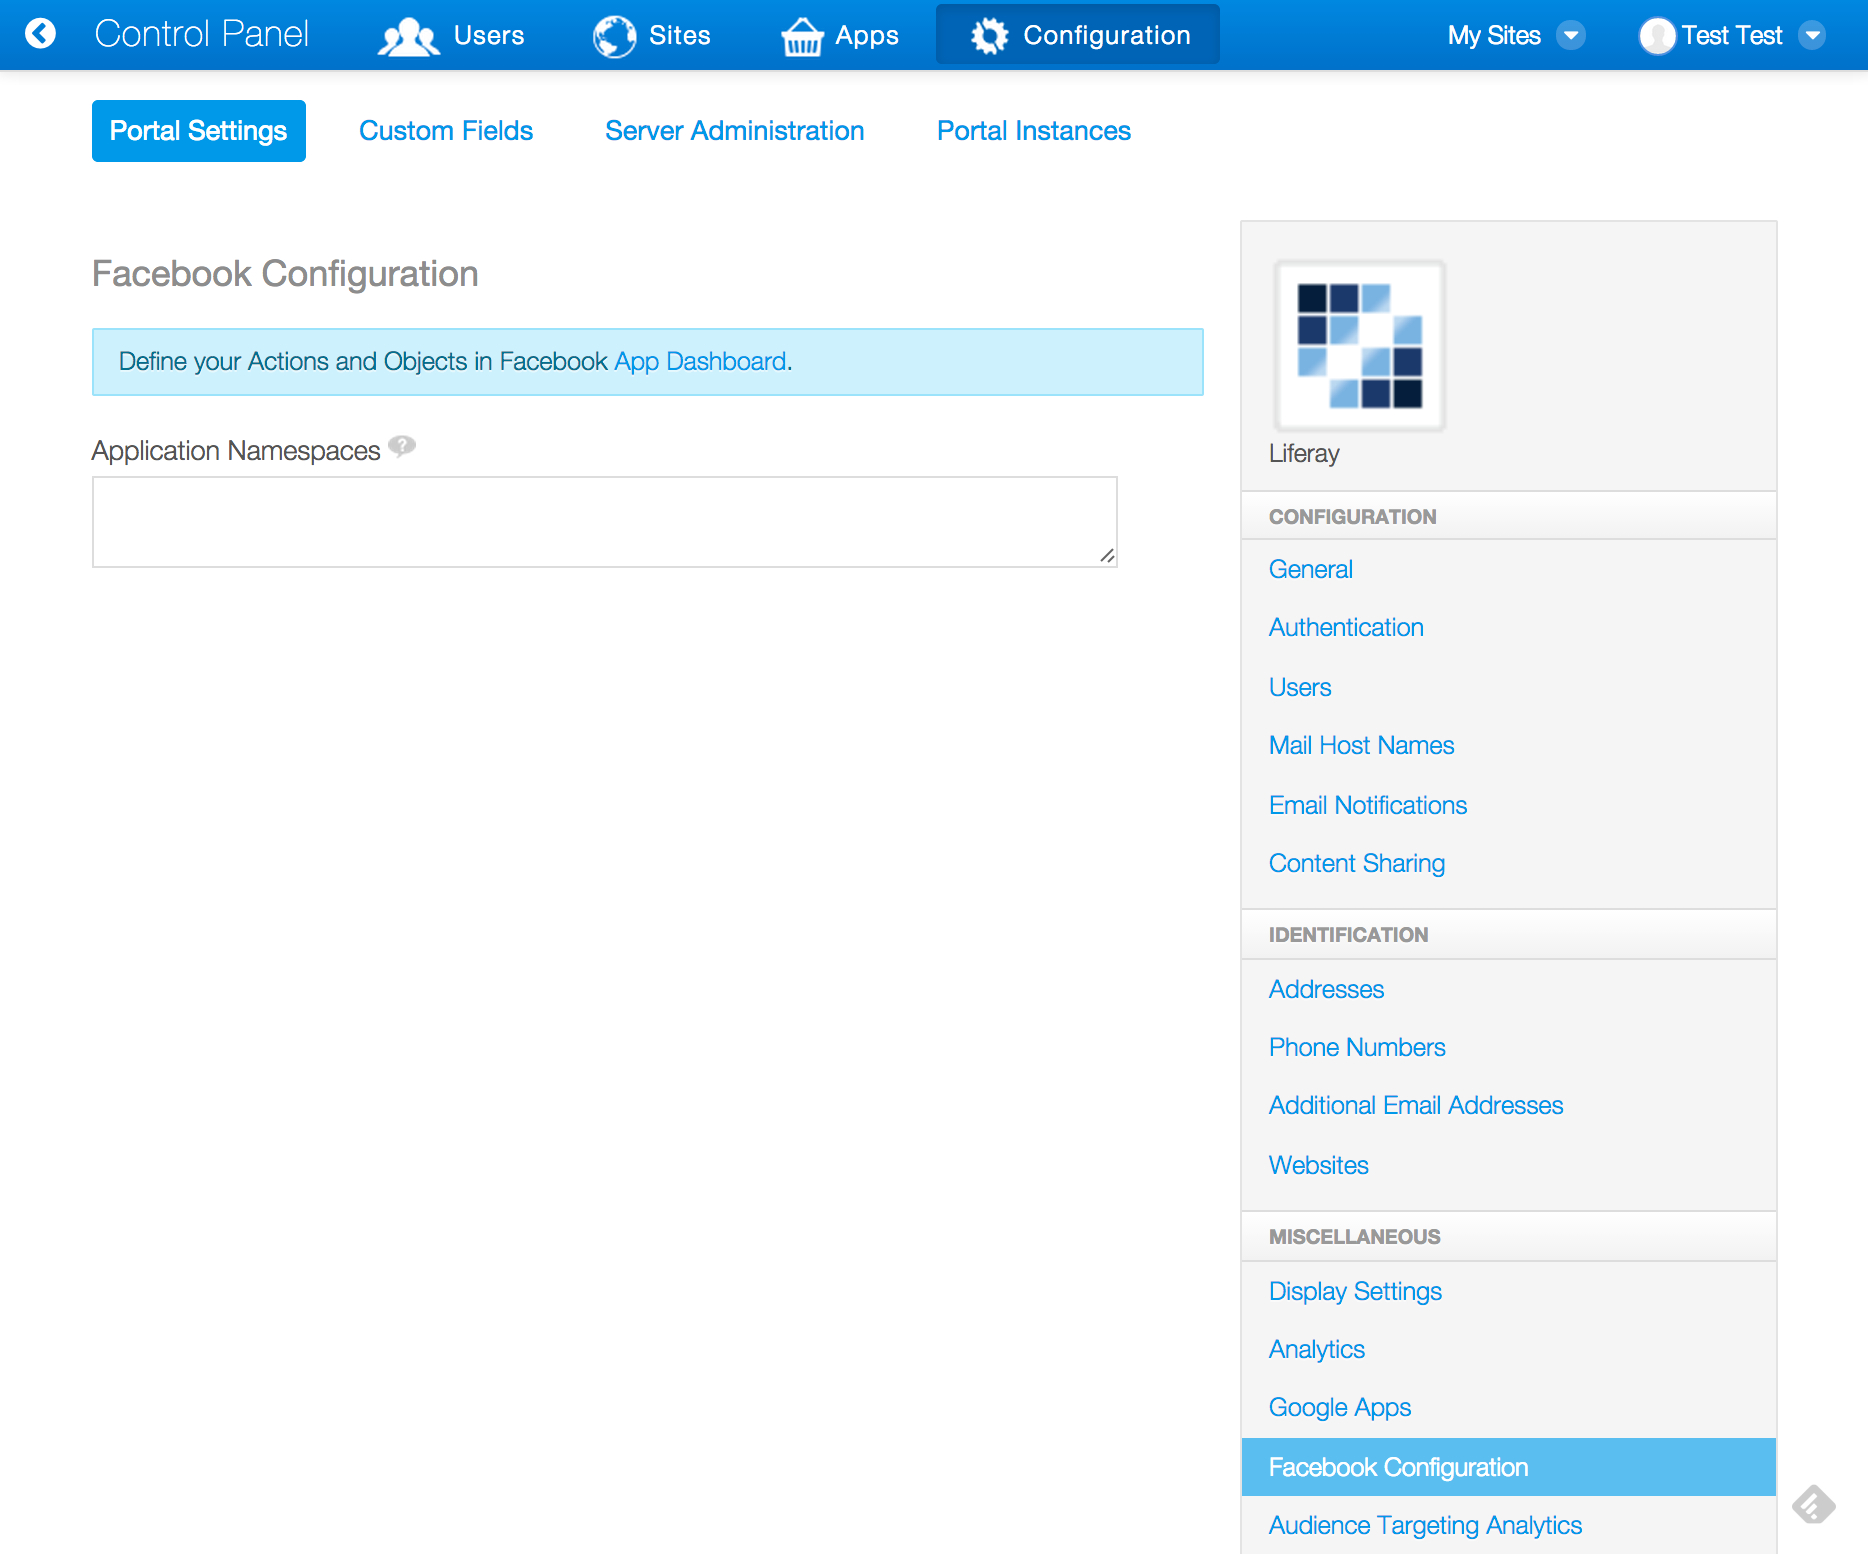 Control Panel Users Sites Apps Configuration My Sites Test Test
Portal Settings Custom Fields Server Administration Portal Instances
Facebook Configuration
Define your Actions and Objects in Facebook App Dashboard.
Application Namespaces ?
Liferay
CONFIGURATION
General
Authentication
Users
Mail Host Names
Email Notifications
Content Sharing
IDENTIFICATION
Addresses
Phone Numbers
Additional Email Addresses
Websites
MISCELLANEOUS
Display Settings
Analytics
Google Apps
Facebook Configuration
Audience Targeting Analytics